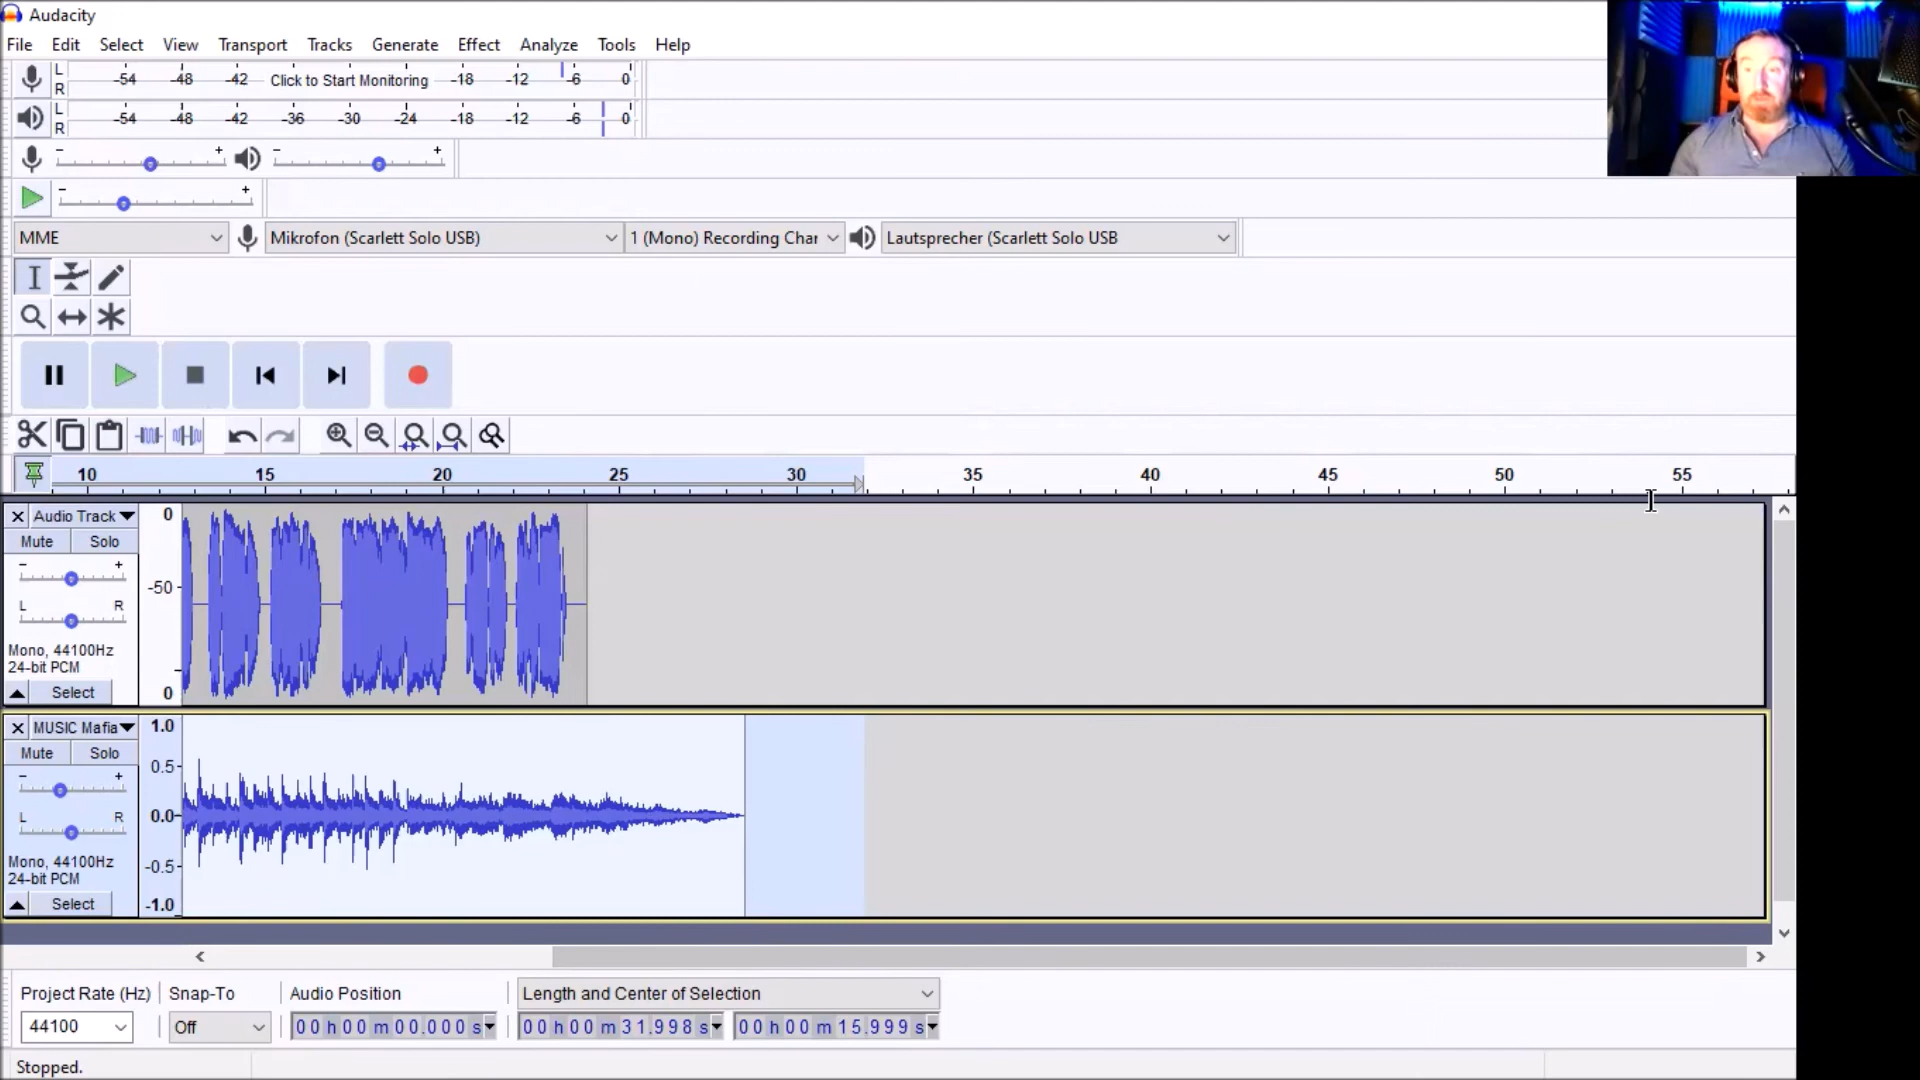 Audacity
File Edit Select View Transport Tracks Generate Effect Analyze Tools Help
L R -54 -48 -42 Click to Start Monitoring -18 -12 -6 0
L R -54 -48 -42 -36 -30 -24 -18 -12 -6 0
- + - +
- +
MME Mikrofon (Scarlett Solo USB) 1 (Mono) Recording Char Lautsprecher (Scarlett Solo USB
10 15 20 25 30 35 40 45 50 55
Audio Track 0
Mute Solo
- +
-50
L R
Mono, 44100Hz
24-bit PCM
Select 0
MUSIC Mafia 1.0
Mute Solo
0.5
- +
L R 0.0
Mono, 44100Hz -0.5
24-bit PCM
Select -1.0
Project Rate (Hz) Snap-To Audio Position Length and Center of Selection
44100 Off 00 h 00 m 00.000 s 00 h 00 m 31.998 s 00 h 00 m 15.999 s
Stopped.